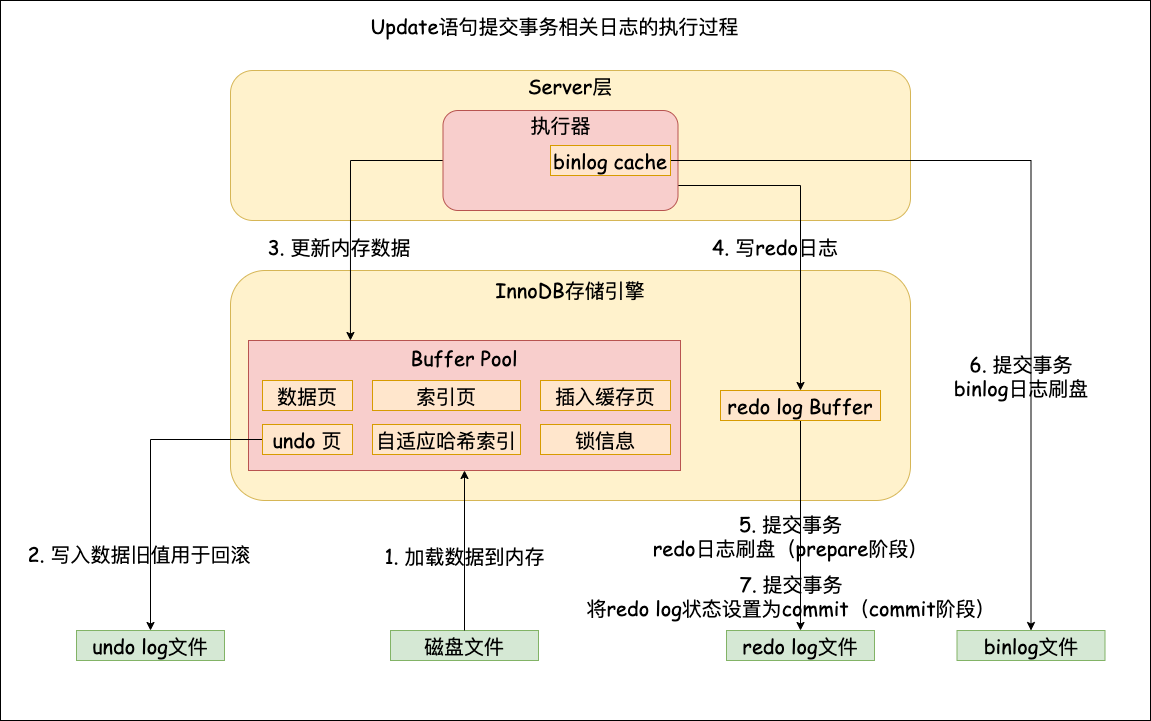 Update语句提交事务相关日志的执行过程
Server层
执行器
binlog cache
3. 更新内存数据
4. 写redo日志
InnoDB存储引擎
Buffer Pool
数据页
索引页
插入缓存页
undo 页
自适应哈希索引
锁信息
redo log Buffer
6. 提交事务
binlog日志刷盘
2. 写入数据旧值用于回滚
1. 加载数据到内存
5. 提交事务
redo日志刷盘（prepare阶段）
7. 提交事务
将redo log状态设置为commit（commit阶段）
undo log文件
磁盘文件
redo log文件
binlog文件